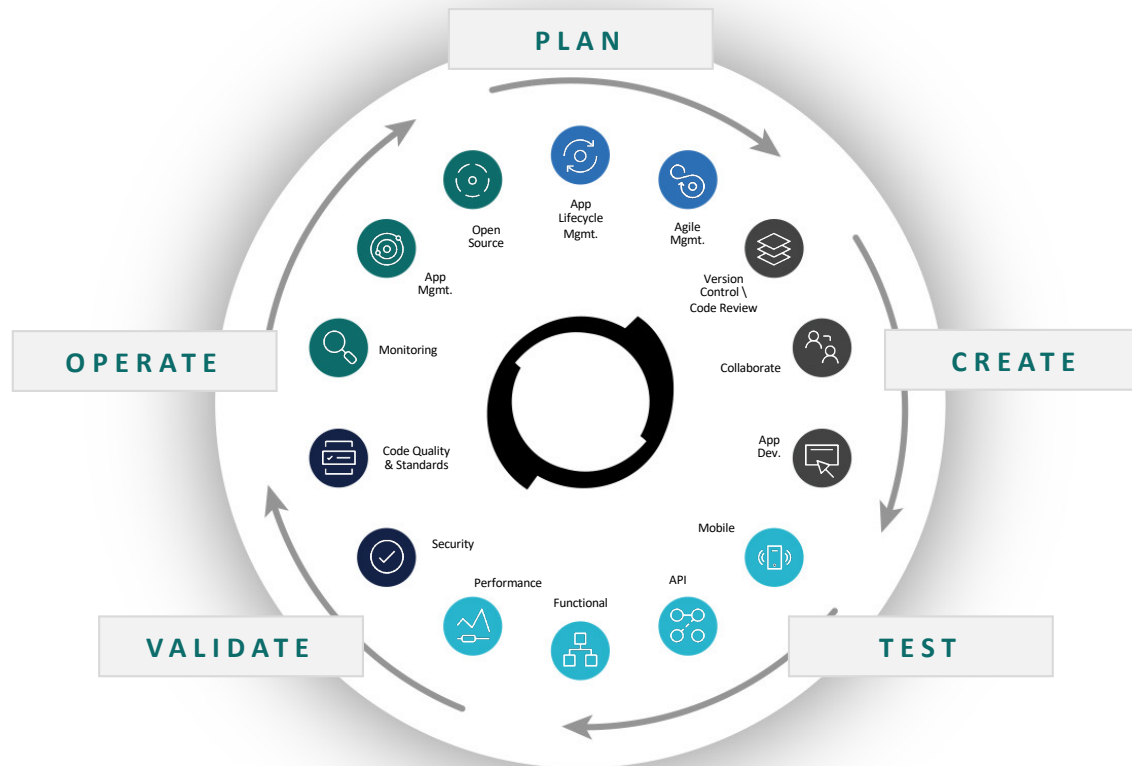 PLAN
App
Lifecycle
Mgmt.
Agile
Mgmt.
Version
Control \
Code Review
CREATE
Collaborate
App
Dev.
Mobile
TEST
API
Functional
Performance
VALIDATE
Security
Code Quality
& Standards
OPERATE
Monitoring
App
Mgmt.
Open
Source